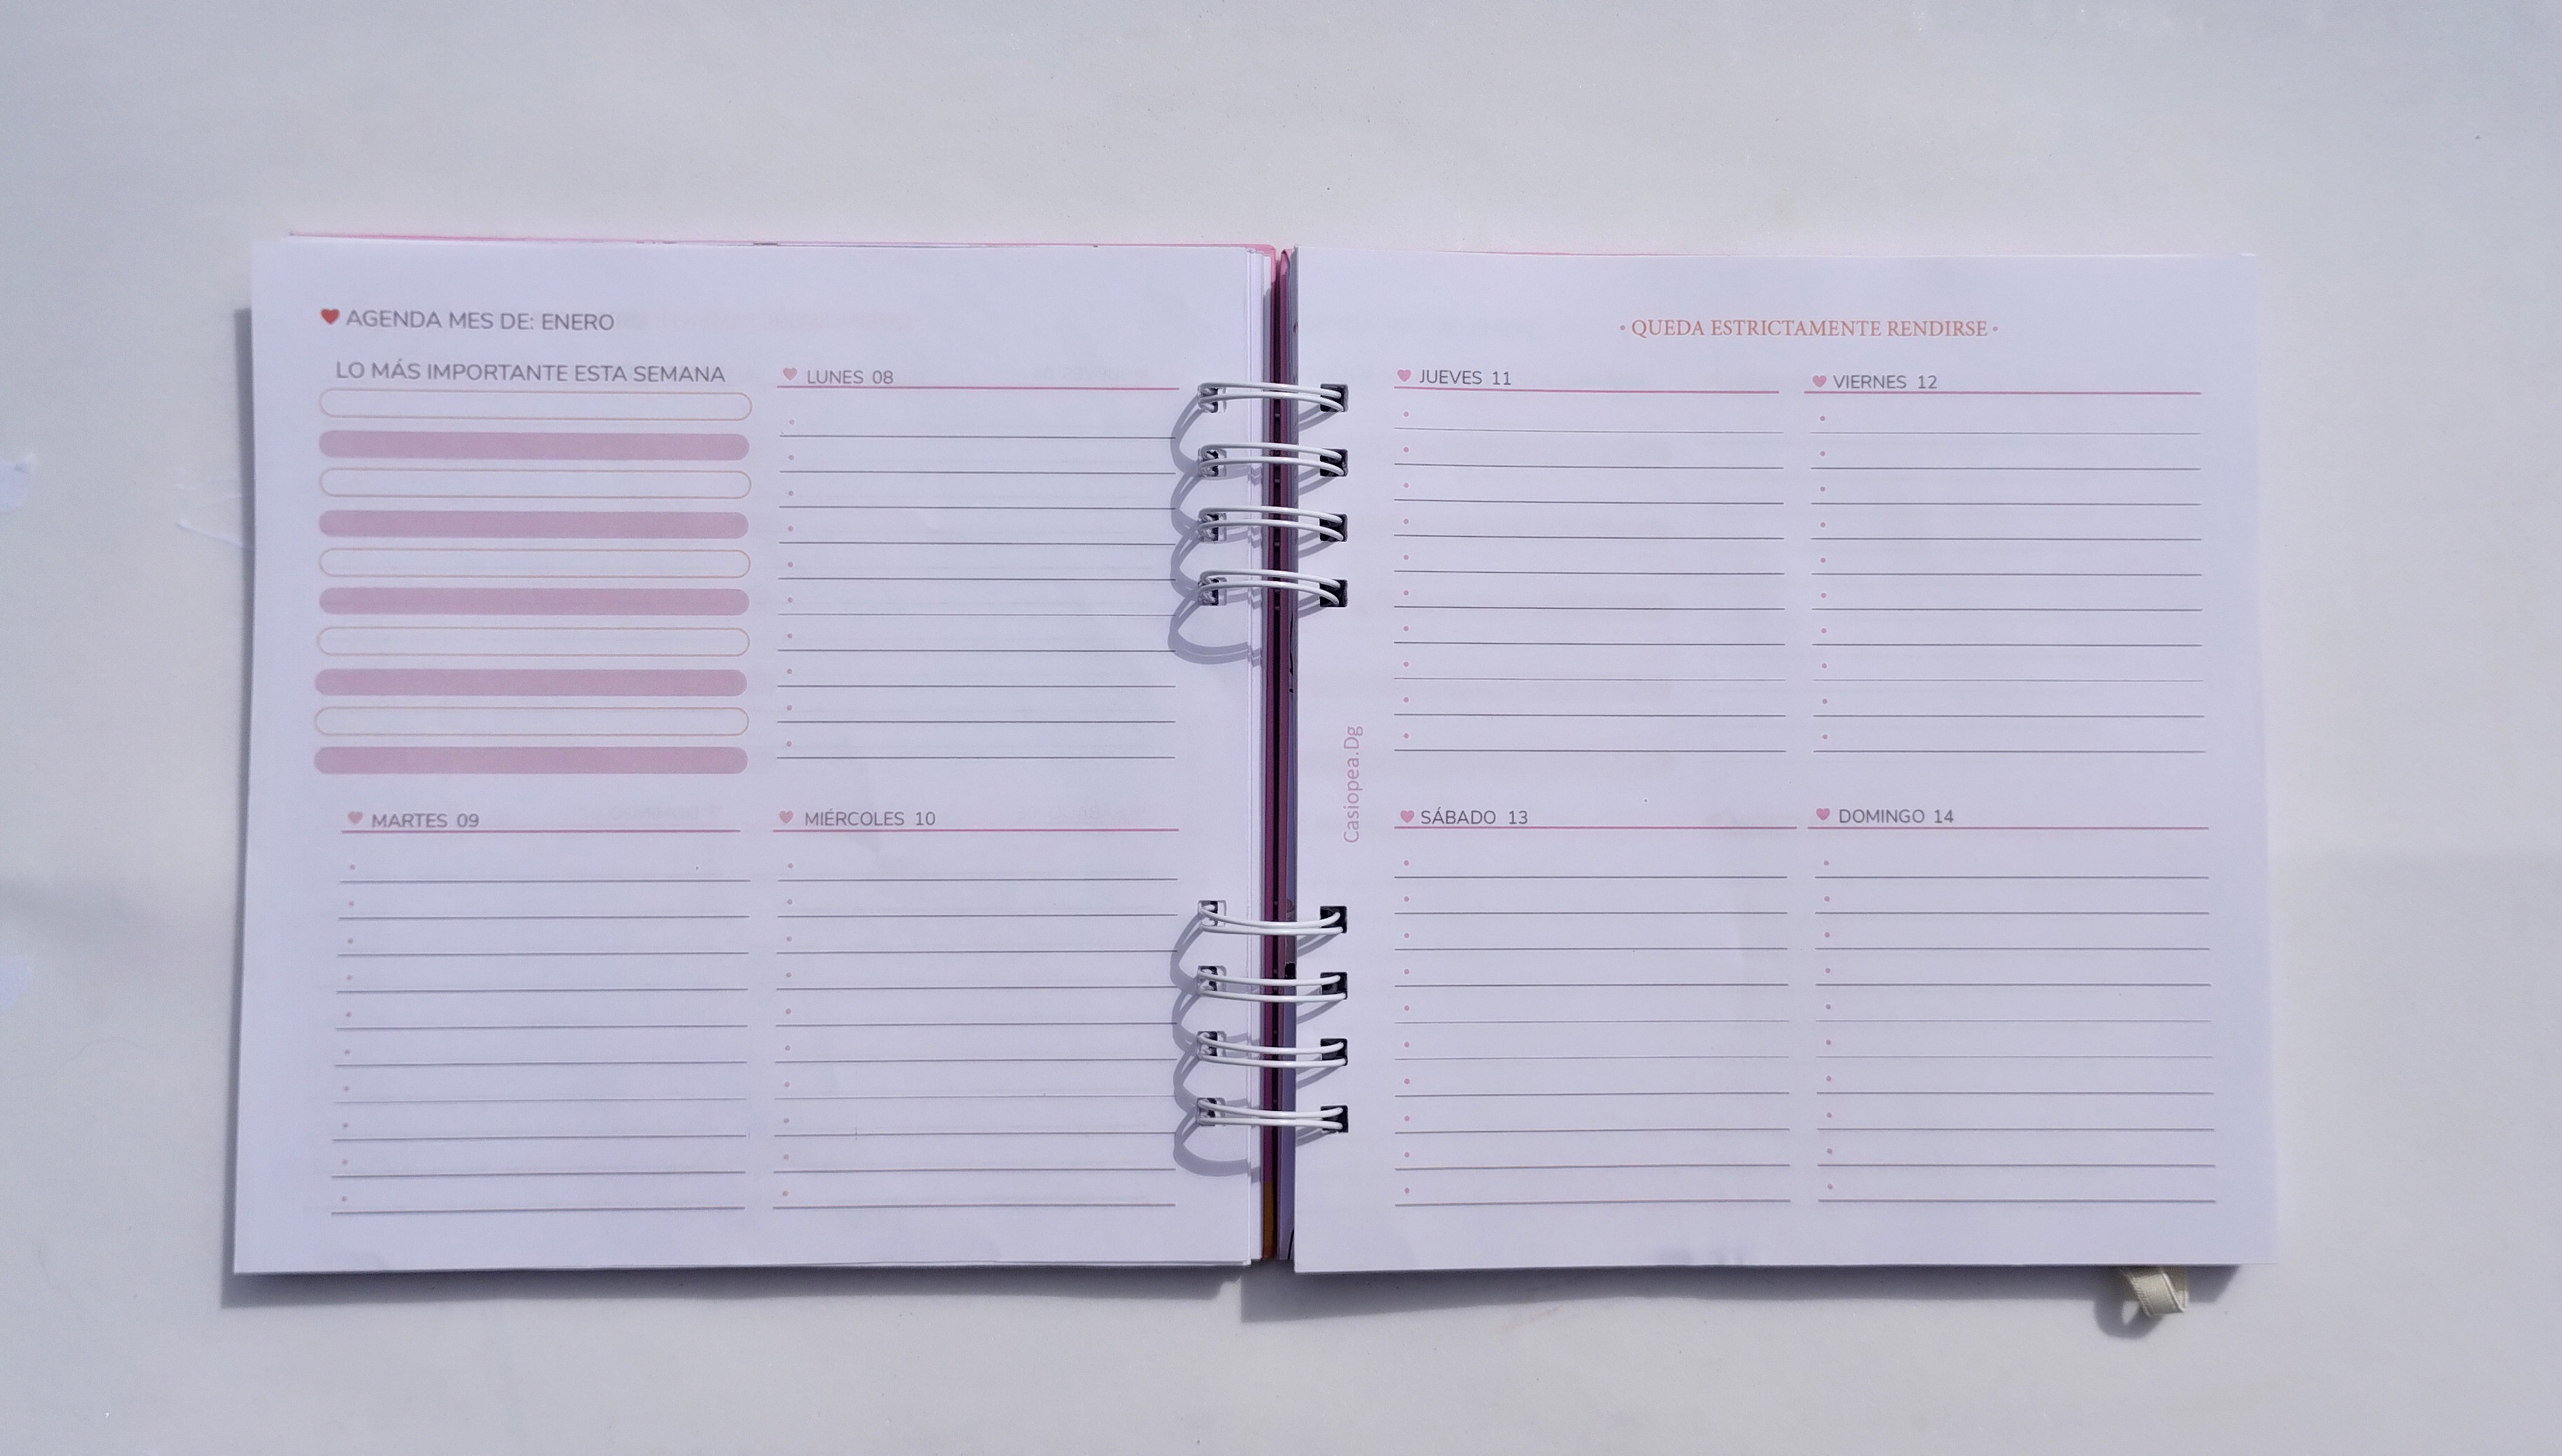 AGENDA MES DE: ENERO
LO MÁS IMPORTANTE ESTA SEMANA
LUNES 08
MARTES 09
MIÉRCOLES 10
Casiopea.Dg
• QUEDA ESTRICTAMENTE RENDIRSE •
JUEVES 11
VIERNES 12
SÁBADO 13
DOMINGO 14